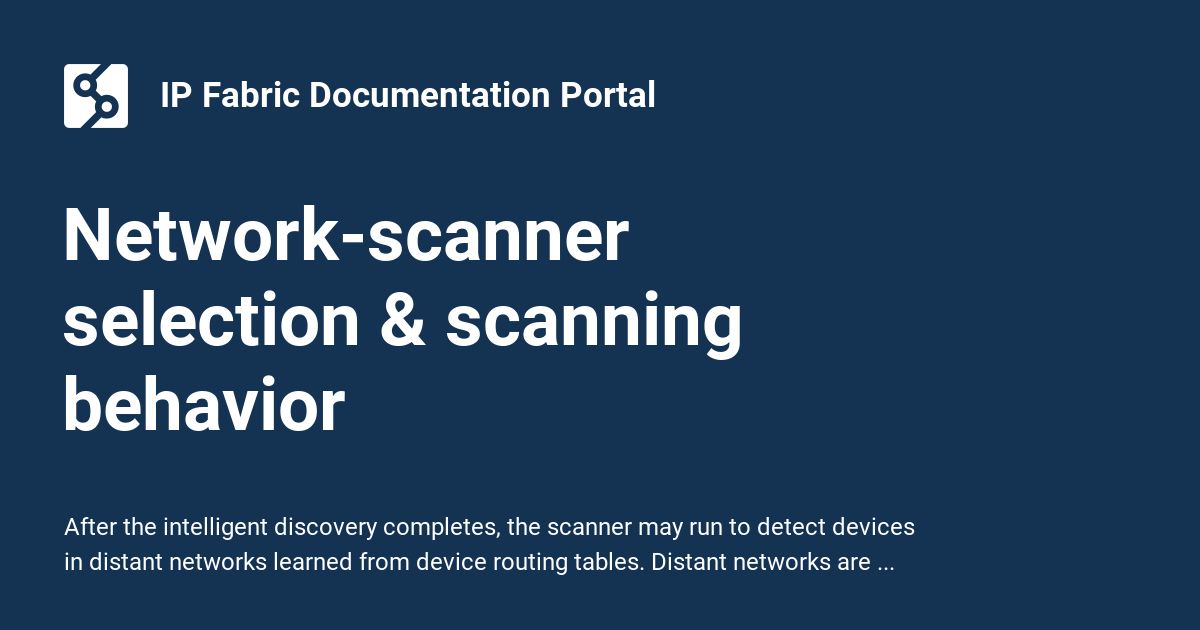 IP Fabric Documentation Portal
Network-scanner
selection & scanning
behavior
After the intelligent discovery completes, the scanner may run to detect devices
in distant networks learned from device routing tables. Distant networks are ...